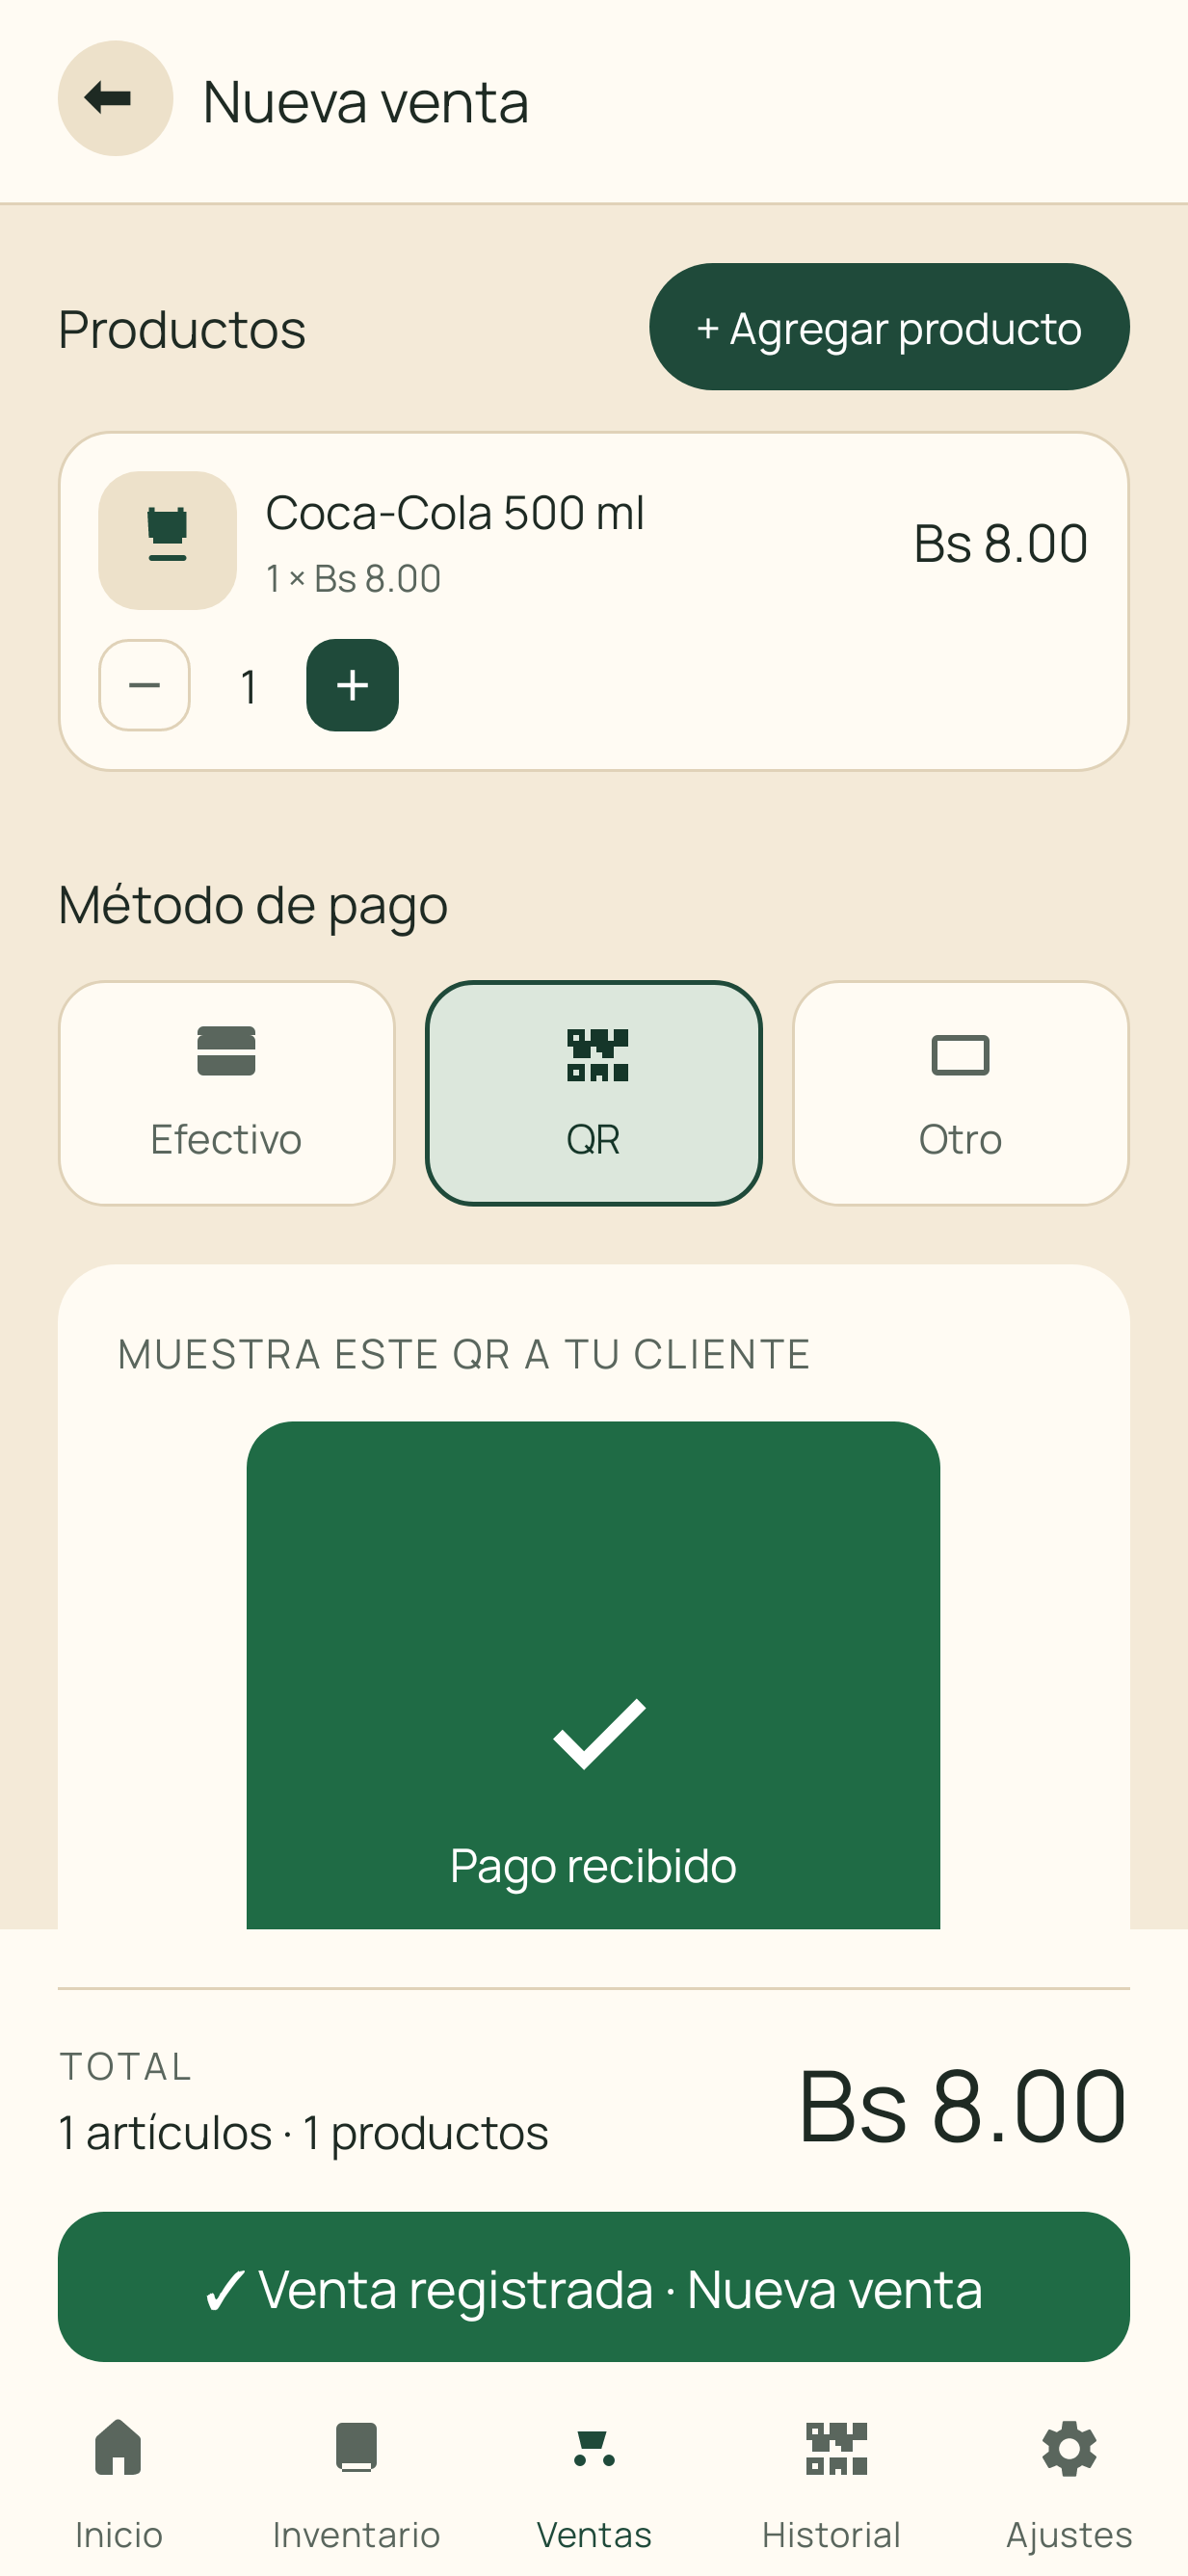 Nueva venta
Productos
+ Agregar producto
Coca-Cola 500 ml
1 × Bs 8.00
Bs 8.00
1
Método de pago
Efectivo
QR
Otro
MUESTRA ESTE QR A TU CLIENTE
Pago recibido
TOTAL
1 artículos · 1 productos
Bs 8.00
✓ Venta registrada · Nueva venta
Inicio
Inventario
Ventas
Historial
Ajustes